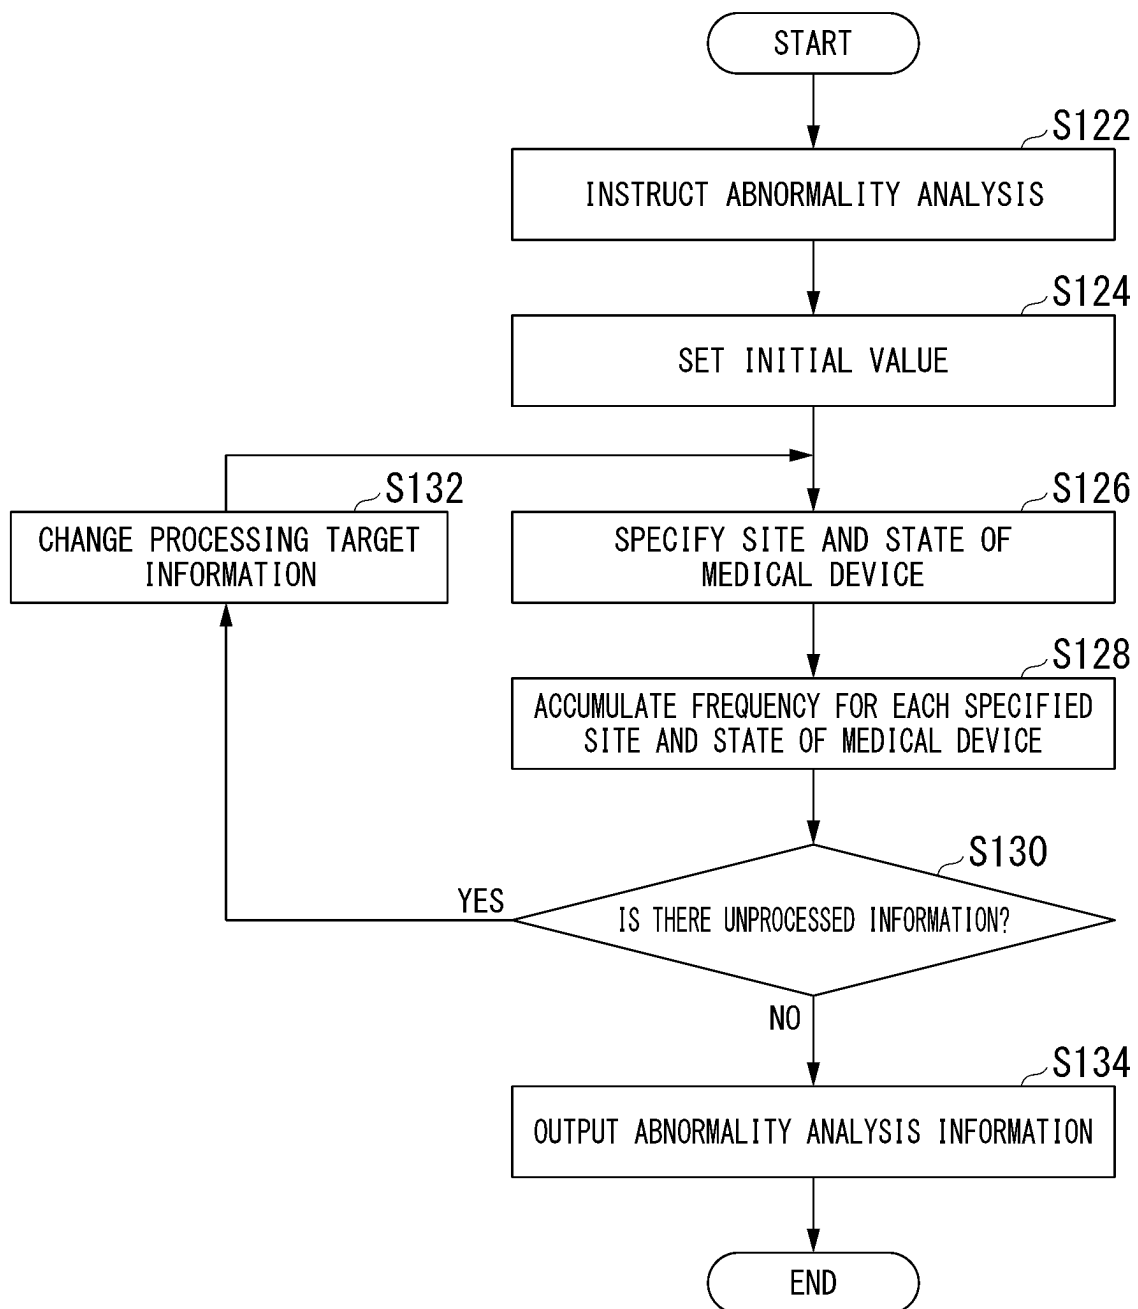 START
S122
INSTRUCT ABNORMALITY ANALYSIS
S124
SET INITIAL VALUE
S132
CHANGE PROCESSING TARGET
INFORMATION
S126
SPECIFY SITE AND STATE OF
MEDICAL DEVICE
S128
ACCUMULATE FREQUENCY FOR EACH SPECIFIED
SITE AND STATE OF MEDICAL DEVICE
S130
YES
IS THERE UNPROCESSED INFORMATION?
NO
S134
OUTPUT ABNORMALITY ANALYSIS INFORMATION
END